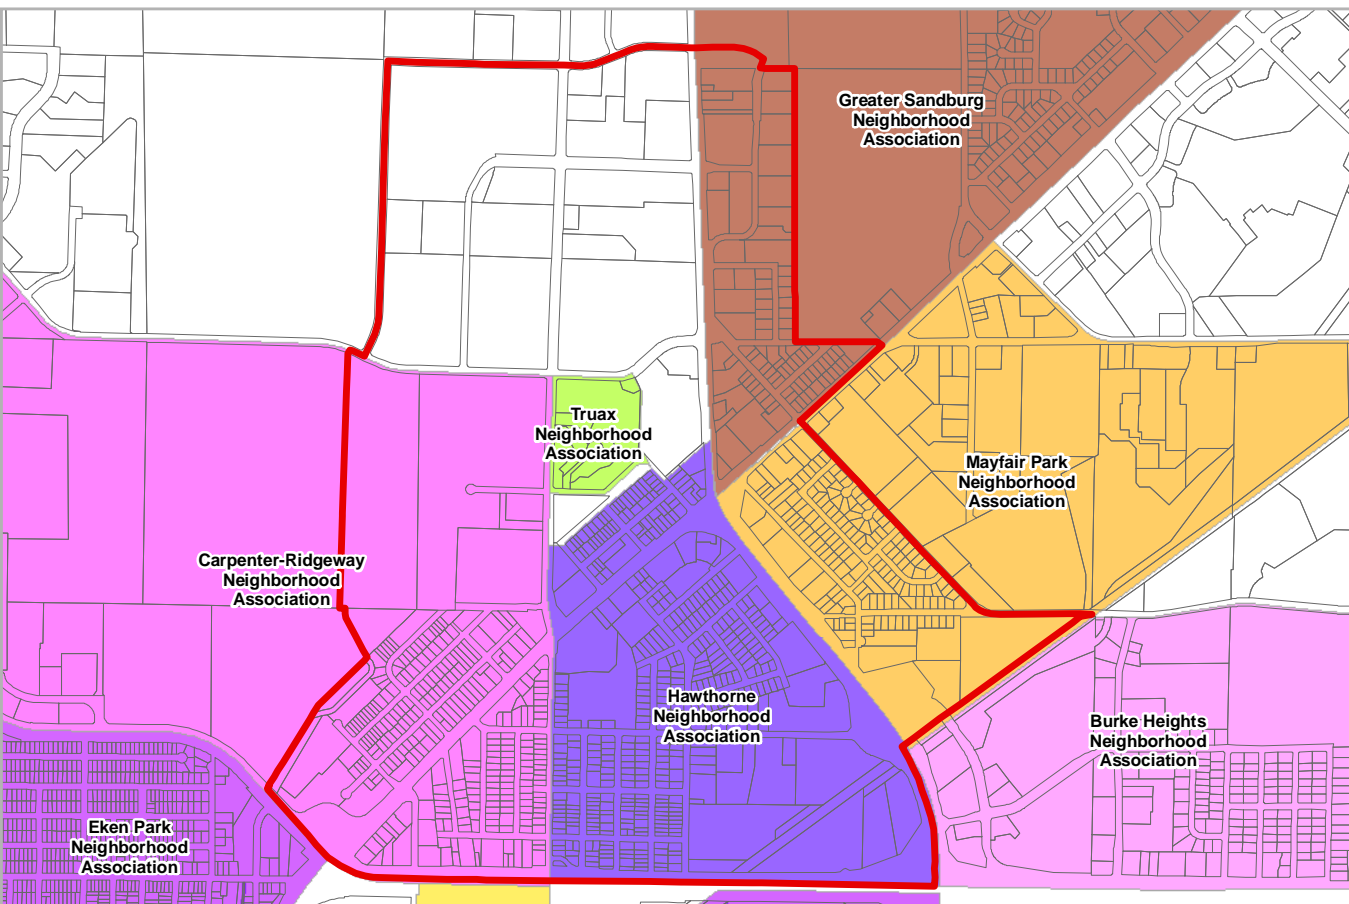 Greater Sandburg
Neighborhood
Association
Truax
Neighborhood
Association
Mayfair Park
Neighborhood
Association
Carpenter-Ridgeway
Neighborhood
Association
Hawthorne
Neighborhood
Association
Burke Heights
Neighborhood
Association
Eken Park
Neighborhood
Association